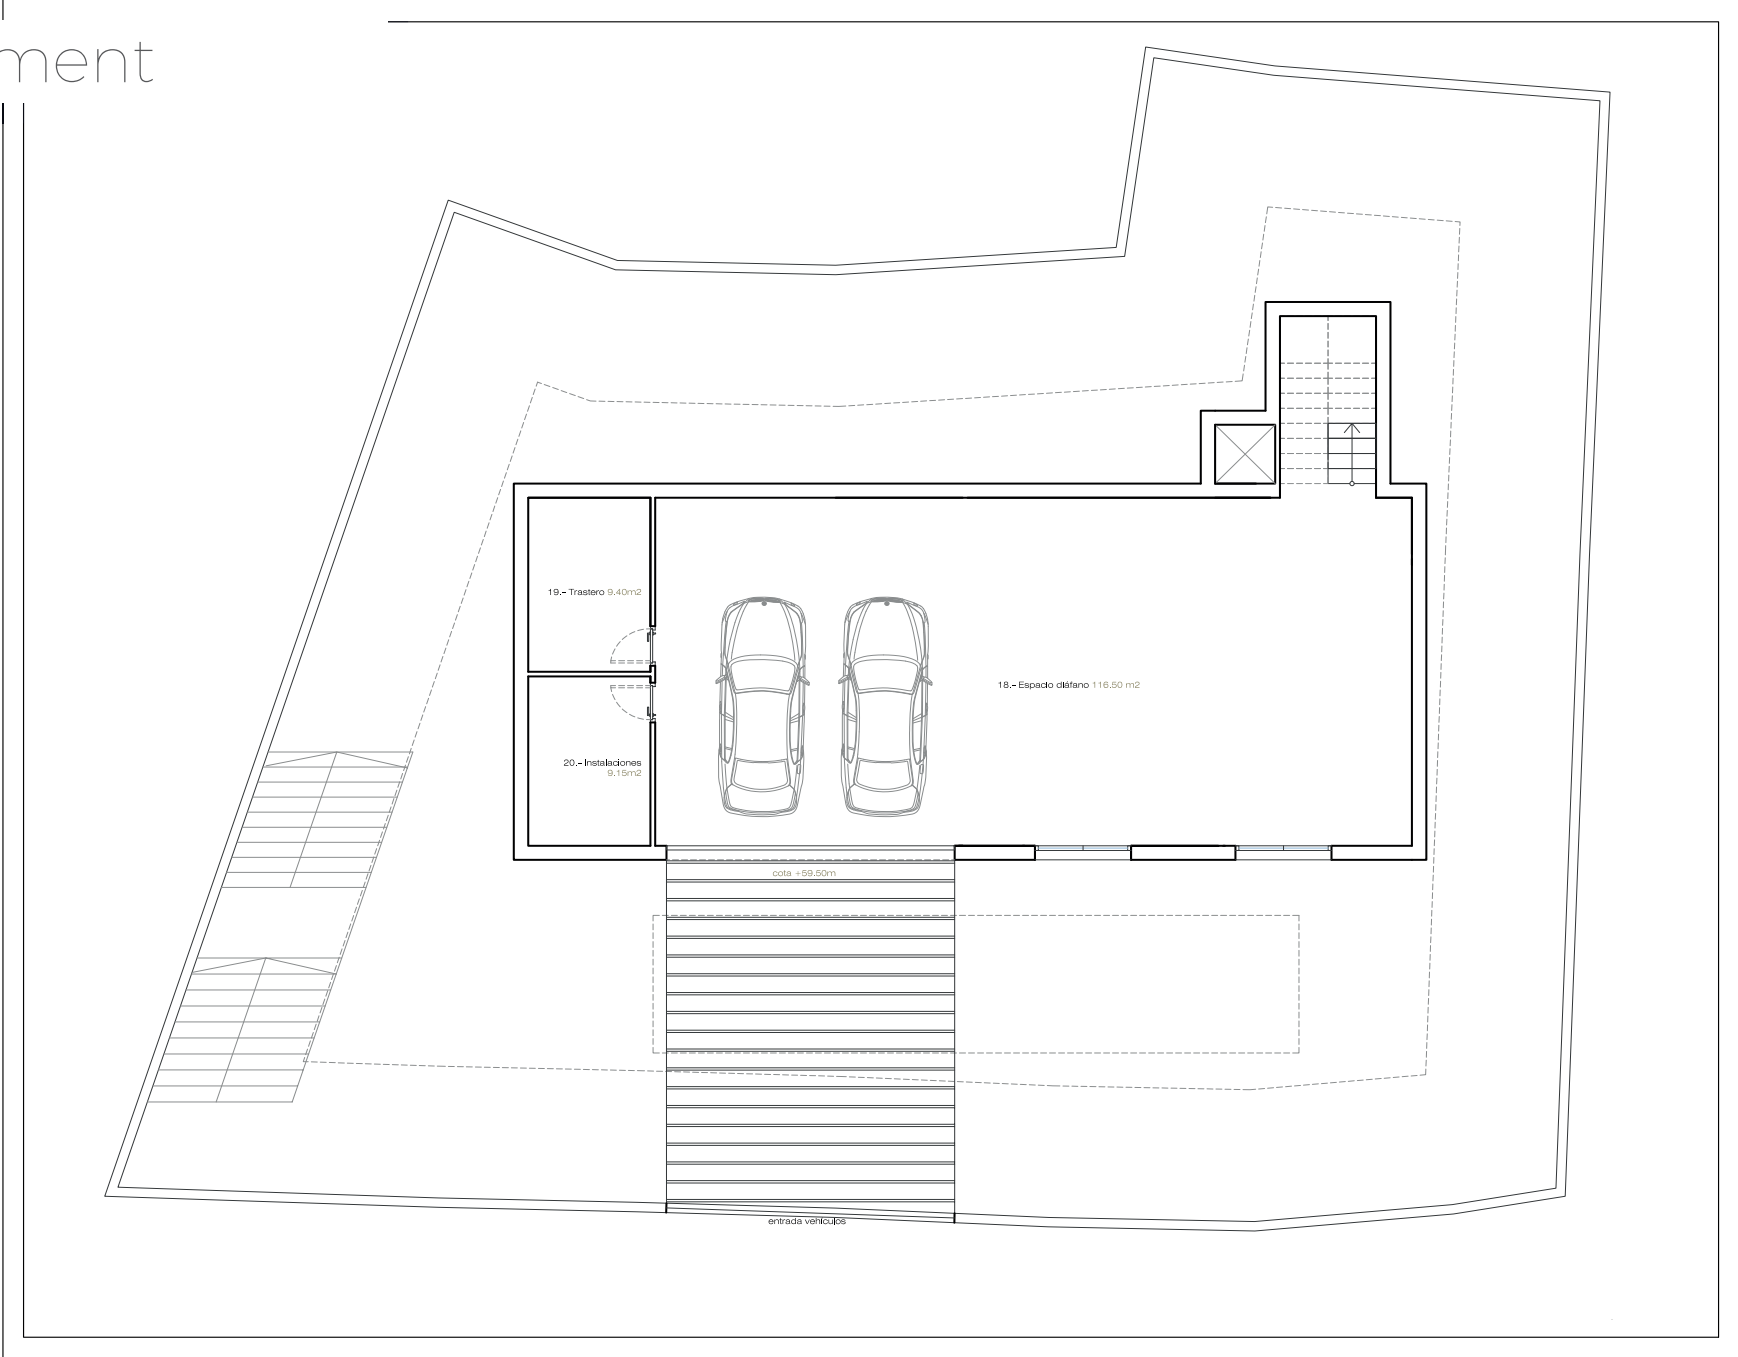 ment
19.- Trastero 9.40m2
18.- Espacio diáfano 116.50 m2
20.- Instalaciones
9.15m2
cota +59.50m
entrada vehículos